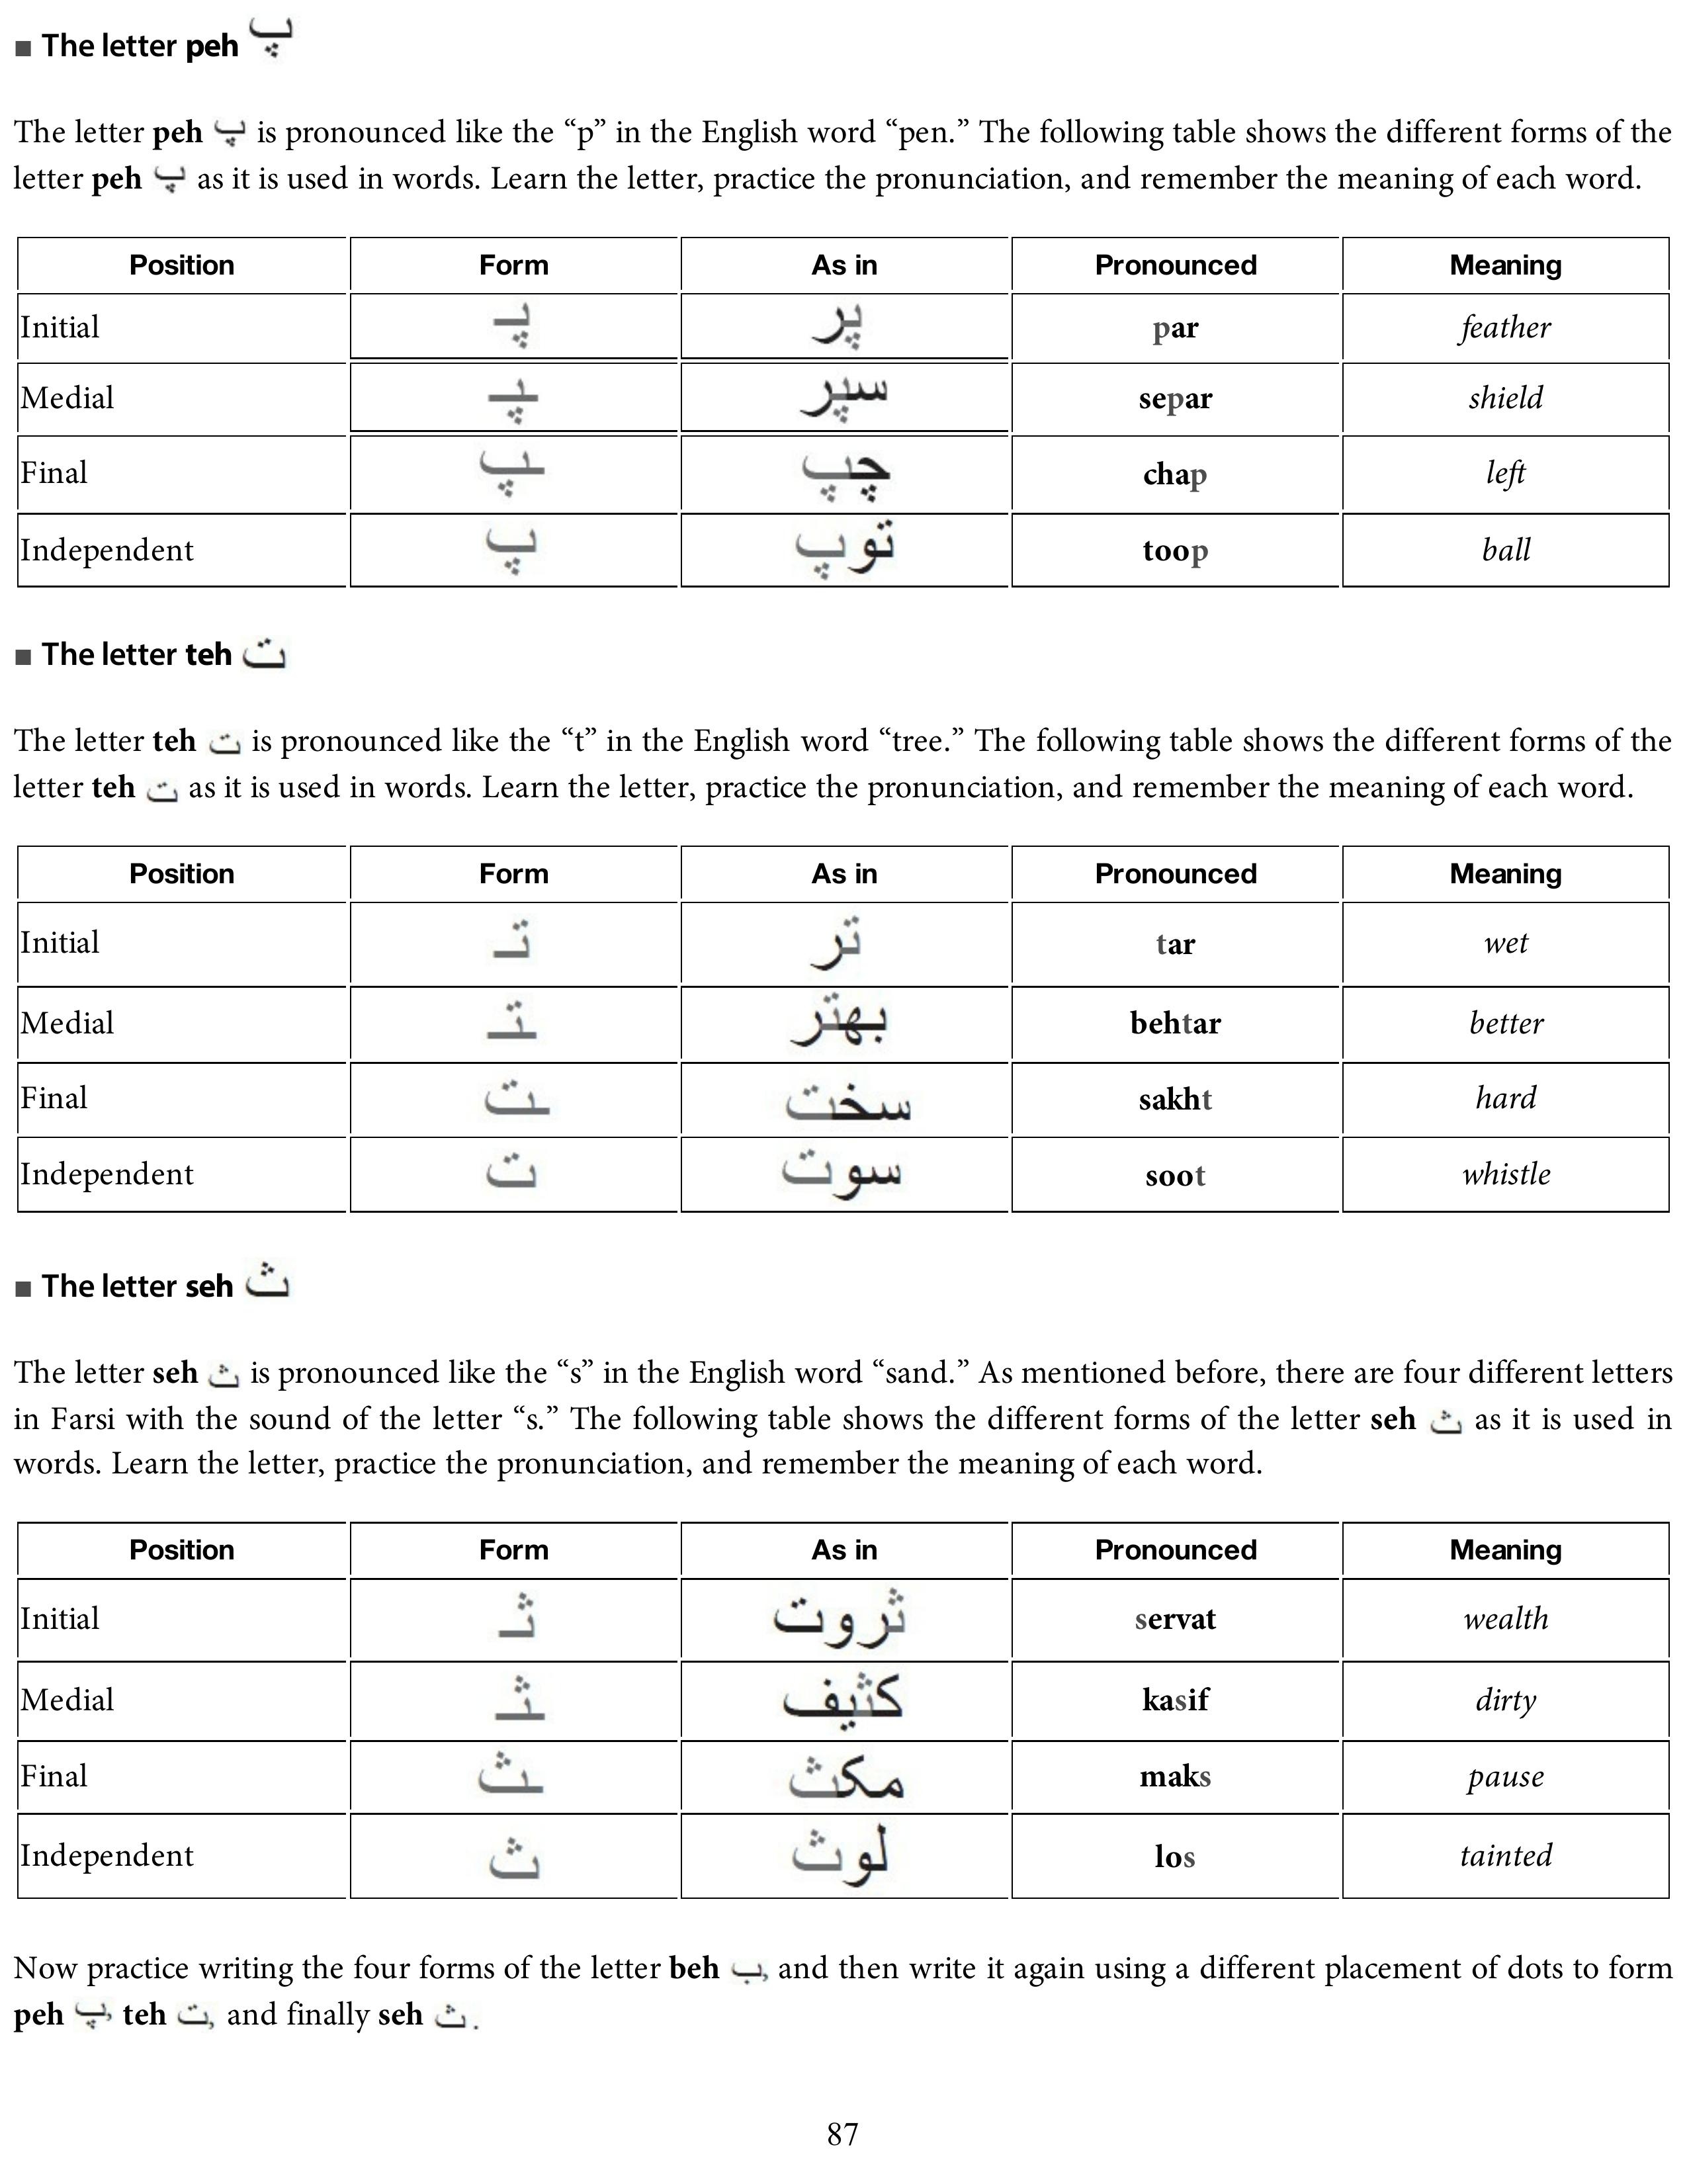 ■ The letter peh پ
The letter peh پ is pronounced like the “p” in the English word “pen.” The following table shows the different forms of the
letter peh پ as it is used in words. Learn the letter, practice the pronunciation, and remember the meaning of each word.
Position Form As in Pronounced Meaning
Initial پـ پر par feather
Medial ـپـ سپر separ shield
Final ـپ چپ chap left
Independent پ توپ toop ball
■ The letter teh ت
The letter teh ت is pronounced like the “t” in the English word “tree.” The following table shows the different forms of the
letter teh ت as it is used in words. Learn the letter, practice the pronunciation, and remember the meaning of each word.
Position Form As in Pronounced Meaning
Initial تـ تر tar wet
Medial ـتـ بهتر behtar better
Final ـت سخت sakht hard
Independent ت سوت soot whistle
■ The letter seh ث
The letter seh ث is pronounced like the “s” in the English word “sand.” As mentioned before, there are four different letters
in Farsi with the sound of the letter “s.” The following table shows the different forms of the letter seh ث as it is used in
words. Learn the letter, practice the pronunciation, and remember the meaning of each word.
Position Form As in Pronounced Meaning
Initial ثـ ثروت servat wealth
Medial ـثـ کثیف kasif dirty
Final ـث مکث maks pause
Independent ث لوث los tainted
Now practice writing the four forms of the letter beh ب, and then write it again using a different placement of dots to form
peh پ, teh ت, and finally seh ث.
87